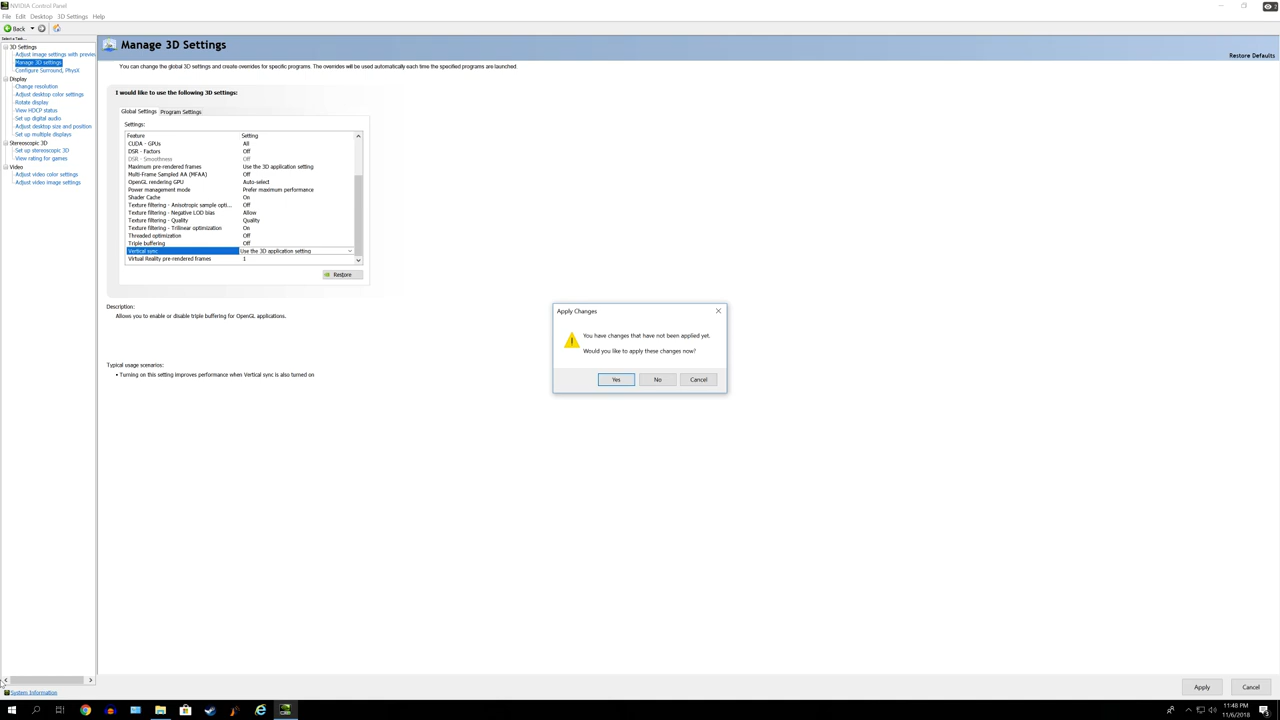 NVIDIA Control Panel
File Edit Desktop 3D Settings Help
Back
Select a Task...
3D Settings
Adjust image settings with previe
Manage 3D settings
Configure Surround, PhysX
Display
Change resolution
Adjust desktop color settings
Rotate display
View HDCP status
Set up digital audio
Adjust desktop size and position
Set up multiple displays
Stereoscopic 3D
Set up stereoscopic 3D
View rating for games
Video
Adjust video color settings
Adjust video image settings
System Information
Manage 3D Settings
Restore Defaults
You can change the global 3D settings and create overrides for specific programs. The overrides will be used automatically each time the specified programs are launched.
I would like to use the following 3D settings:
Global Settings Program Settings
Settings:
Feature Setting
CUDA - GPUs All
DSR - Factors Off
DSR - Smoothness Off
Maximum pre-rendered frames Use the 3D application setting
Multi-Frame Sampled AA (MFAA) Off
OpenGL rendering GPU Auto-select
Power management mode Prefer maximum performance
Shader Cache On
Texture filtering - Anisotropic sample opti... Off
Texture filtering - Negative LOD bias Allow
Texture filtering - Quality Quality
Texture filtering - Trilinear optimization On
Threaded optimization Off
Triple buffering Off
Vertical sync Use the 3D application setting
Virtual Reality pre-rendered frames 1
Restore
Description:
Allows you to enable or disable triple buffering for OpenGL applications.
Typical usage scenarios:
• Turning on this setting improves performance when Vertical sync is also turned on
Apply Changes
You have changes that have not been applied yet.
Would you like to apply these changes now?
Yes No Cancel
Apply Cancel
11:48 PM
11/6/2018